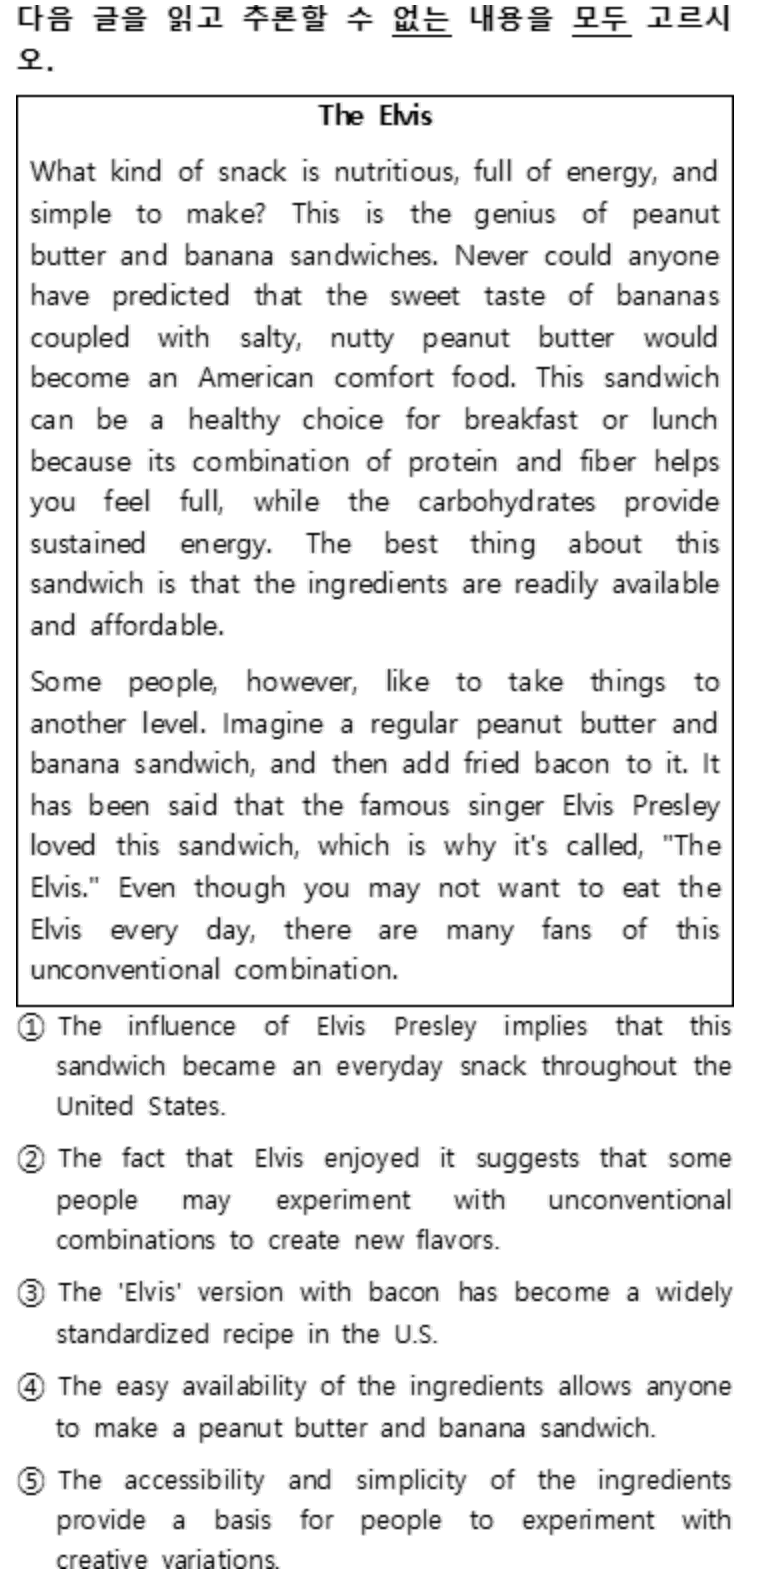 다음 글을 읽고 추론할 수 없는 내용을 모두 고르시
오.
The Elvis
What kind of snack is nutritious, full of energy, and
simple to make? This is the genius of peanut
butter and banana sandwiches. Never could anyone
have predicted that the sweet taste of bananas
coupled with salty, nutty peanut butter would
become an American comfort food. This sandwich
can be a healthy choice for breakfast or lunch
because its combination of protein and fiber helps
you feel full, while the carbohydrates provide
sustained energy. The best thing about this
sandwich is that the ingredients are readily available
and affordable.
Some people, however, like to take things to
another level. Imagine a regular peanut butter and
banana sandwich, and then add fried bacon to it. It
has been said that the famous singer Elvis Presley
loved this sandwich, which is why it's called, "The
Elvis." Even though you may not want to eat the
Elvis every day, there are many fans of this
unconventional combination.
① The influence of Elvis Presley implies that this
sandwich became an everyday snack throughout the
United States.
② The fact that Elvis enjoyed it suggests that some
people may experiment with unconventional
combinations to create new flavors.
③ The 'Elvis' version with bacon has become a widely
standardized recipe in the U.S.
④ The easy availability of the ingredients allows anyone
to make a peanut butter and banana sandwich.
⑤ The accessibility and simplicity of the ingredients
provide a basis for people to experiment with
creative variations.